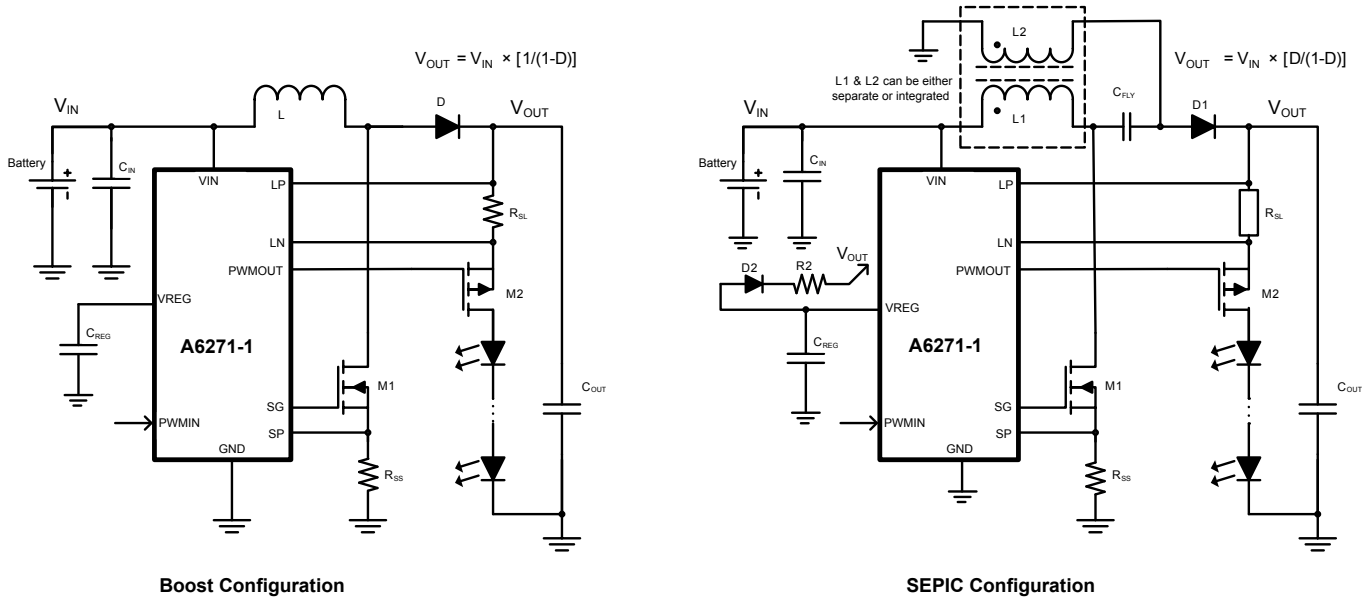 V_OUT = V_IN × [1/(1-D)]
V_IN
L
D
V_OUT
Battery
+
C_IN
VIN
LP
R_SL
LN
PWMOUT
M2
VREG
C_REG
A6271-1
M1
SG
C_OUT
PWMIN
SP
GND
R_SS
Boost Configuration
L2
V_OUT = V_IN × [D/(1-D)]
L1 & L2 can be either
separate or integrated
C_FLY
V_IN
L1
D1
V_OUT
Battery
+
C_IN
VIN
LP
R_SL
LN
D2
R2
V_OUT
PWMOUT
M2
VREG
C_REG
A6271-1
M1
SG
C_OUT
PWMIN
SP
GND
R_SS
SEPIC Configuration